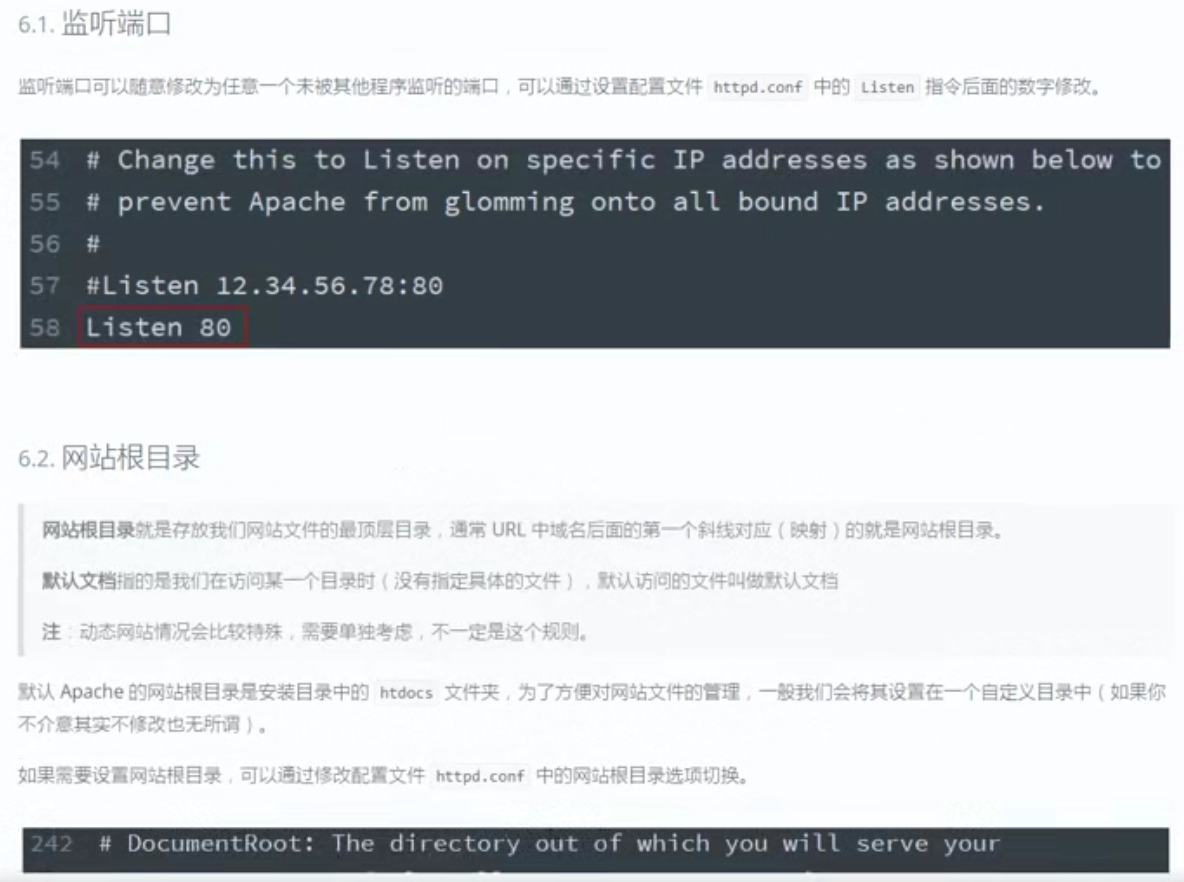 6.1. 监听端口
监听端口可以随意修改为任意一个未被其他程序监听的端口，可以通过设置配置文件 httpd.conf 中的 Listen 指令后面的数字修改。
54 # Change this to Listen on specific IP addresses as shown below to
55 # prevent Apache from glomming onto all bound IP addresses.
56 #
57 #Listen 12.34.56.78:80
58 Listen 80
6.2. 网站根目录
网站根目录就是存放我们网站文件的最顶层目录，通常 URL 中域名后面的第一个斜线对应（映射）的就是网站根目录。
默认文档指的是我们在访问某一个目录时（没有指定具体的文件），默认访问的文件叫做默认文档
注：动态网站情况会比较特殊，需要单独考虑，不一定是这个规则。
默认 Apache 的网站根目录是安装目录中的 htdocs 文件夹，为了方便对网站文件的管理，一般我们会将其设置在一个自定义目录中（如果你
不介意其实不修改也无所谓）。
如果需要设置网站根目录，可以通过修改配置文件 httpd.conf 中的网站根目录选项切换。
242 # DocumentRoot: The directory out of which you will serve your